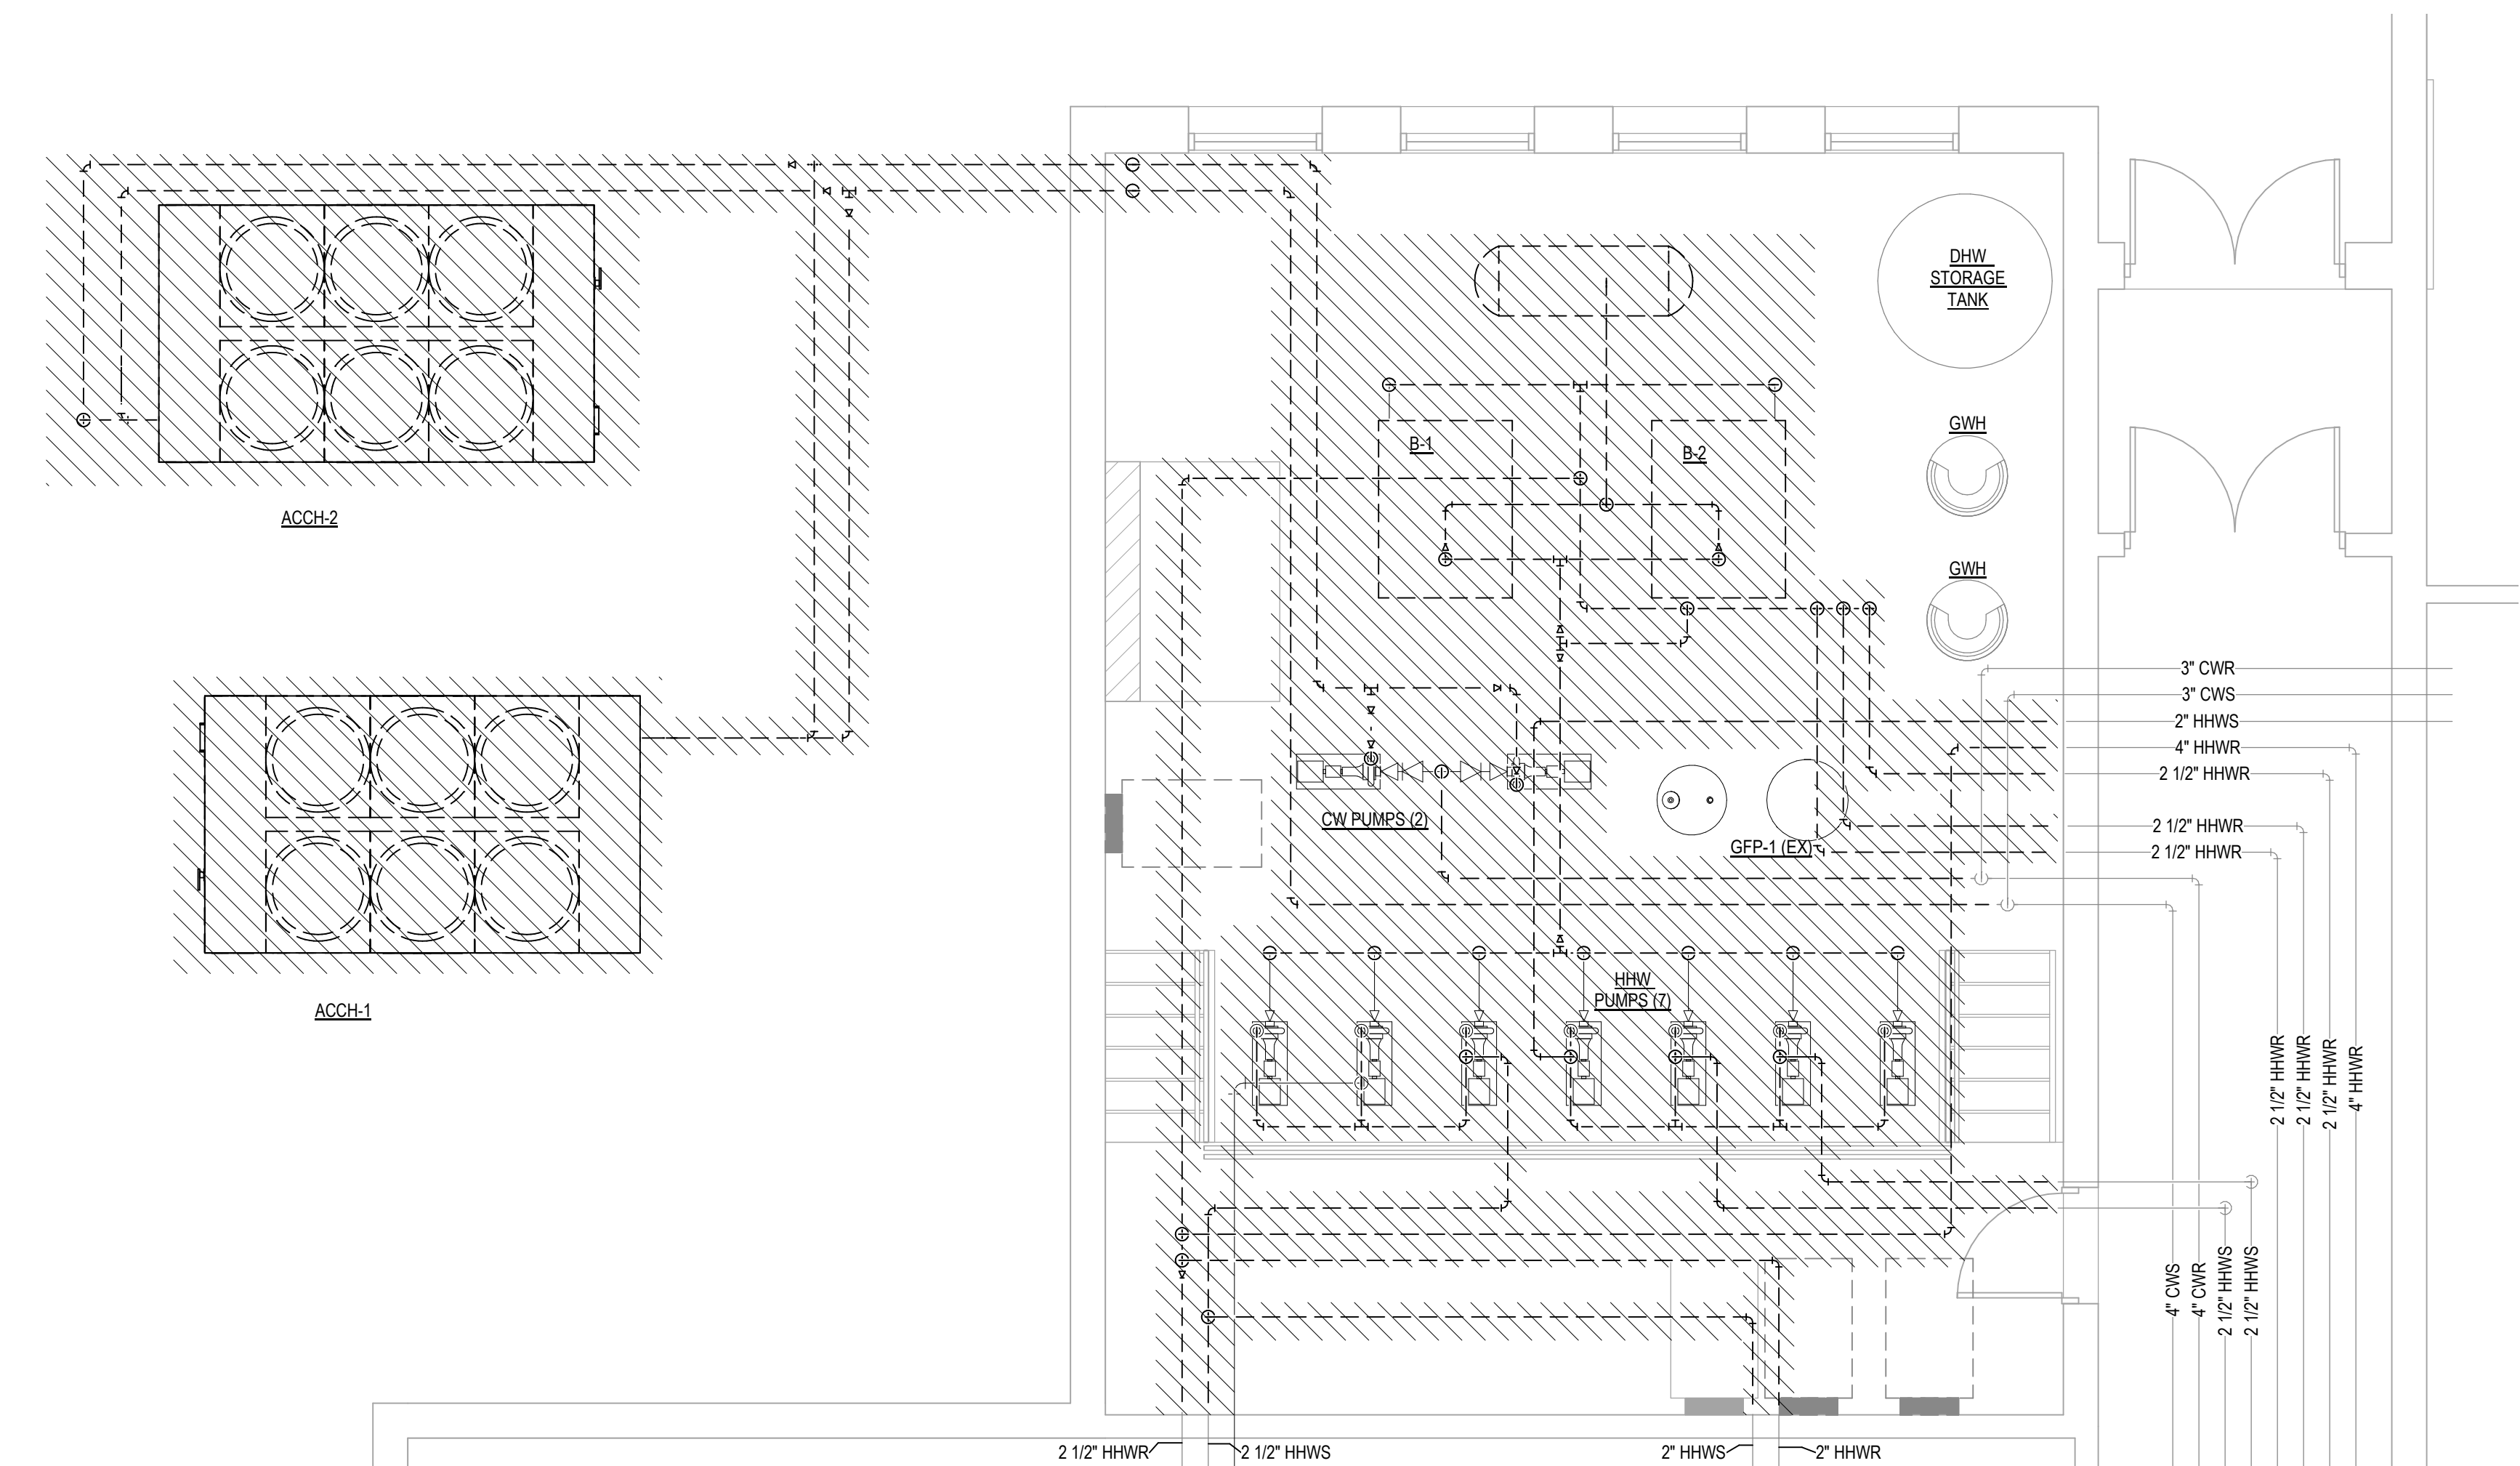 DHW
STORAGE
TANK
GWH
B-1
B-2
ACCH-2
GWH
3" CWR
3" CWS
2" HHWS
4" HHWR
2 1/2" HHWR
CW PUMPS (2)
2 1/2" HHWR
GFP-1 (EX)
2 1/2" HHWR
HHW
PUMPS (7)
ACCH-1
2 1/2" HHWR
2 1/2" HHWR
2 1/2" HHWR
4" HHWR
4" CWS
4" CWR
2 1/2" HHWS
2 1/2" HHWS
2 1/2" HHWR
2 1/2" HHWS
2" HHWS
2" HHWR